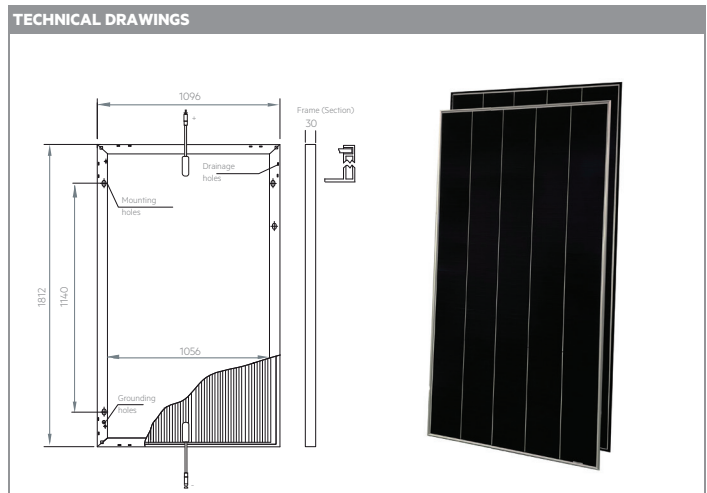 TECHNICAL DRAWINGS
1096
Frame (Section)
30
+
Drainage
holes
Mounting
holes
1812
1140
1056
Grounding
holes
-